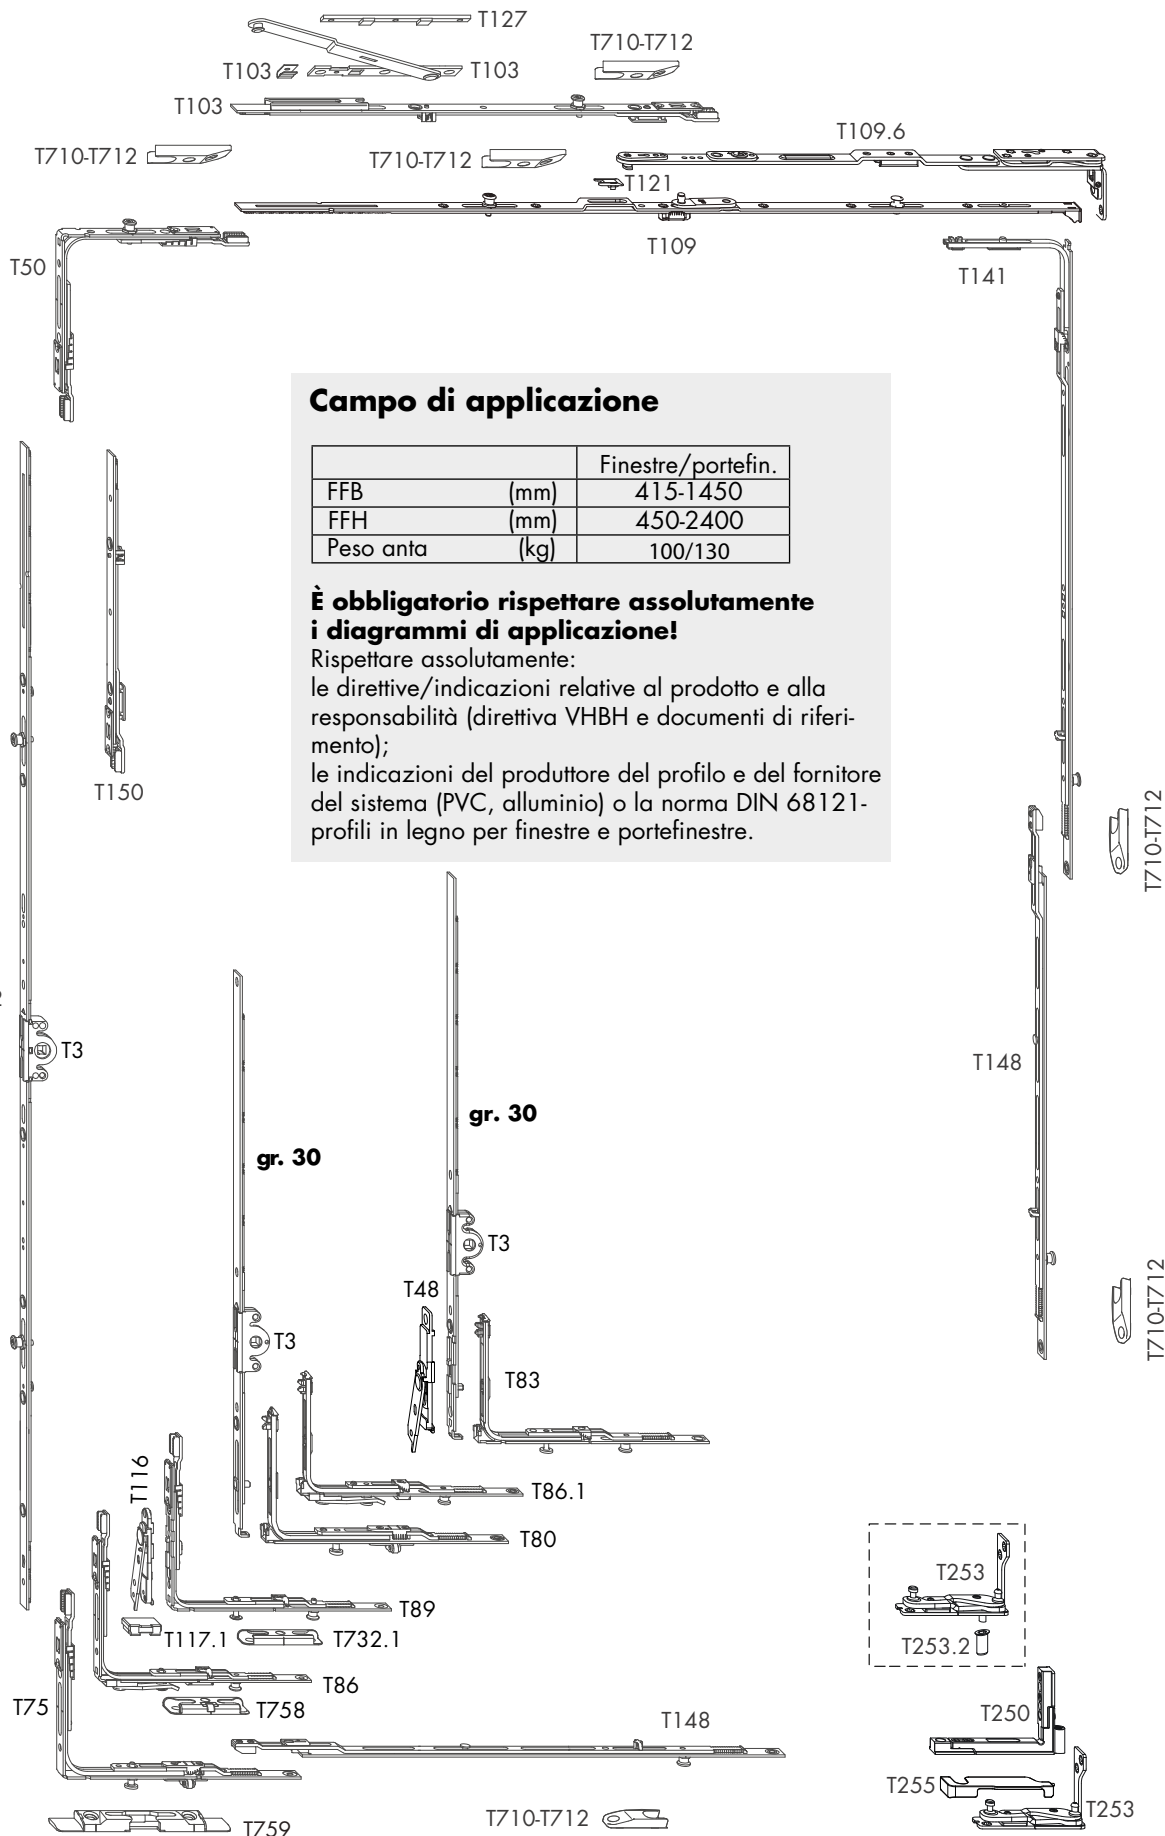 T127
T710-T712
T103
T103
T103
T109.6
T710-T712
T710-T712
T121
T109
T50
T141
Campo di applicazione
Finestre/portefin.
FFB (mm) 415-1450
FFH (mm) 450-2400
Peso anta (kg) 100/130
È obbligatorio rispettare assolutamente
i diagrammi di applicazione!
Rispettare assolutamente:
le direttive/indicazioni relative al prodotto e alla
responsabilità (direttiva VHBH e documenti di riferi-
mento);
le indicazioni del produttore del profilo e del fornitore
del sistema (PVC, alluminio) o la norma DIN 68121-
profili in legno per finestre e portefinestre.
T150
T710-T712
T3
T148
gr. 30
gr. 30
T3
T48
T710-T712
T3
T83
T116
T86.1
T80
T253
T89
T117.1
T732.1
T253.2
T86
T75
T758
T148
T250
T255
T253
T710-T712
T759